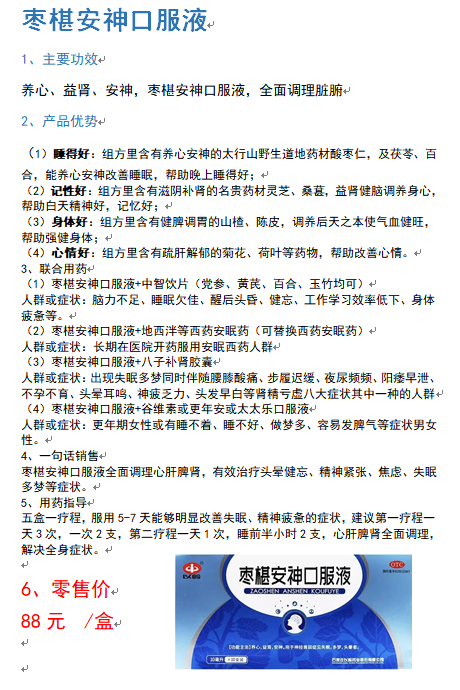 枣椹安神口服液
1、主要功效
养心、益肾、安神，枣椹安神口服液，全面调理脏腑
2、产品优势
（1）睡得好：组方里含有养心安神的太行山野生道地药材酸枣仁，及茯苓、百
合，能养心安神改善睡眠，帮助晚上睡得好；
（2）记性好：组方里含有滋阴补肾的名贵药材灵芝、桑葚，益肾健脑调养身心，
帮助白天精神好，记忆好；
（3）身体好：组方里含有健脾调胃的山楂、陈皮，调养后天之本使气血健旺，
帮助强健身体；
（4）心情好：组方里含有疏肝解郁的菊花、荷叶等药物，帮助改善心情。
3、联合用药
（1）枣椹安神口服液+中智饮片（党参、黄芪、百合、玉竹均可）
人群或症状：脑力不足、睡眠欠佳、醒后头昏、健忘、工作学习效率低下、身体
疲惫等。
（2）枣椹安神口服液+地西泮等西药安眠药（可替换西药安眠药）
人群或症状：长期在医院开药服用安眠西药人群
（3）枣椹安神口服液+八子补肾胶囊
人群或症状：出现失眠多梦同时伴随腰膝酸痛、步履迟缓、夜尿频频、阳痿早泄、
不孕不育、头晕耳鸣、神疲乏力、头发早白等肾精亏虚八大症状其中一种的人群
（4）枣椹安神口服液+谷维素或更年安或太太乐口服液
人群或症状：更年期女性或有睡不着、睡不好、做梦多、容易发脾气等症状男女
性。
4、一句话销售
枣椹安神口服液全面调理心肝脾肾，有效治疗头晕健忘、精神紧张、焦虑、失眠
多梦等症状。
5、用药指导
五盒一疗程，服用5-7天能够明显改善失眠、精神疲惫的症状，建议第一疗程一
天3次，一次2支，第二疗程一天1次，睡前半小时2支，心肝脾肾全面调理，
解决全身症状。
6、零售价
88元 /盒
OTC
枣椹安神口服液
ZAOSHEN ANSHEN KOUFUYE